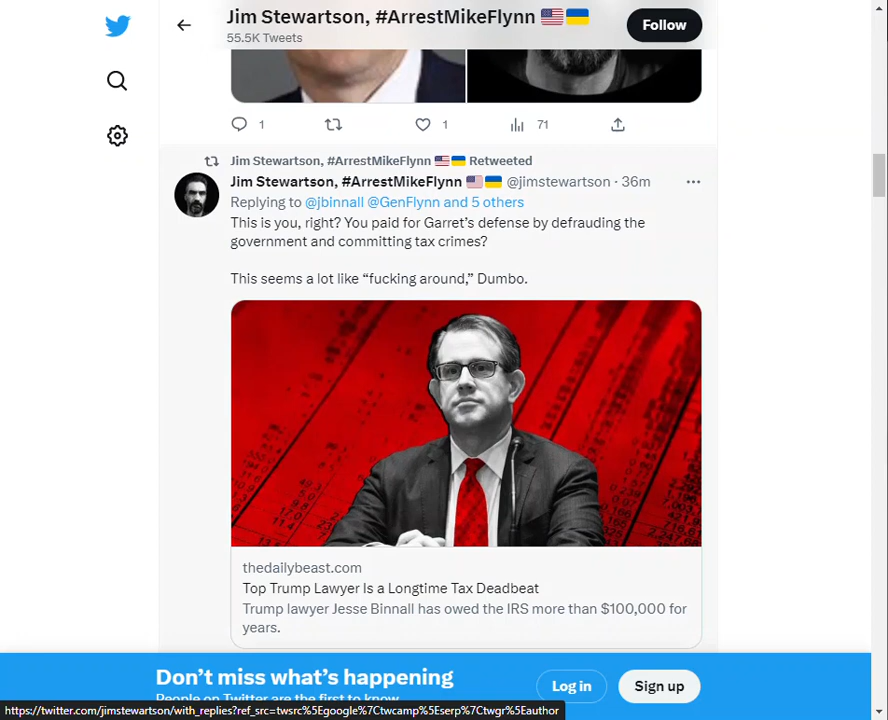 Jim Stewartson, #ArrestMikeFlynn 🇺🇸🇺🇦
55.5K Tweets
Follow
1
1
71
Jim Stewartson, #ArrestMikeFlynn 🇺🇸🇺🇦 Retweeted
Jim Stewartson, #ArrestMikeFlynn 🇺🇸🇺🇦 @jimstewartson · 36m
Replying to @jbinnall @GenFlynn and 5 others
This is you, right? You paid for Garret’s defense by defrauding the
government and committing tax crimes?
This seems a lot like “fucking around,” Dumbo.
thedailybeast.com
Top Trump Lawyer Is a Longtime Tax Deadbeat
Trump lawyer Jesse Binnall has owed the IRS more than $100,000 for
years.
Don’t miss what’s happening
People on Twitter are the first to know.
Log in
Sign up
https://twitter.com/jimstewartson/with_replies?ref_src=twsrc%5Egoogle%7Ctwcamp%5Eserp%7Ctwgr%5Eauthor